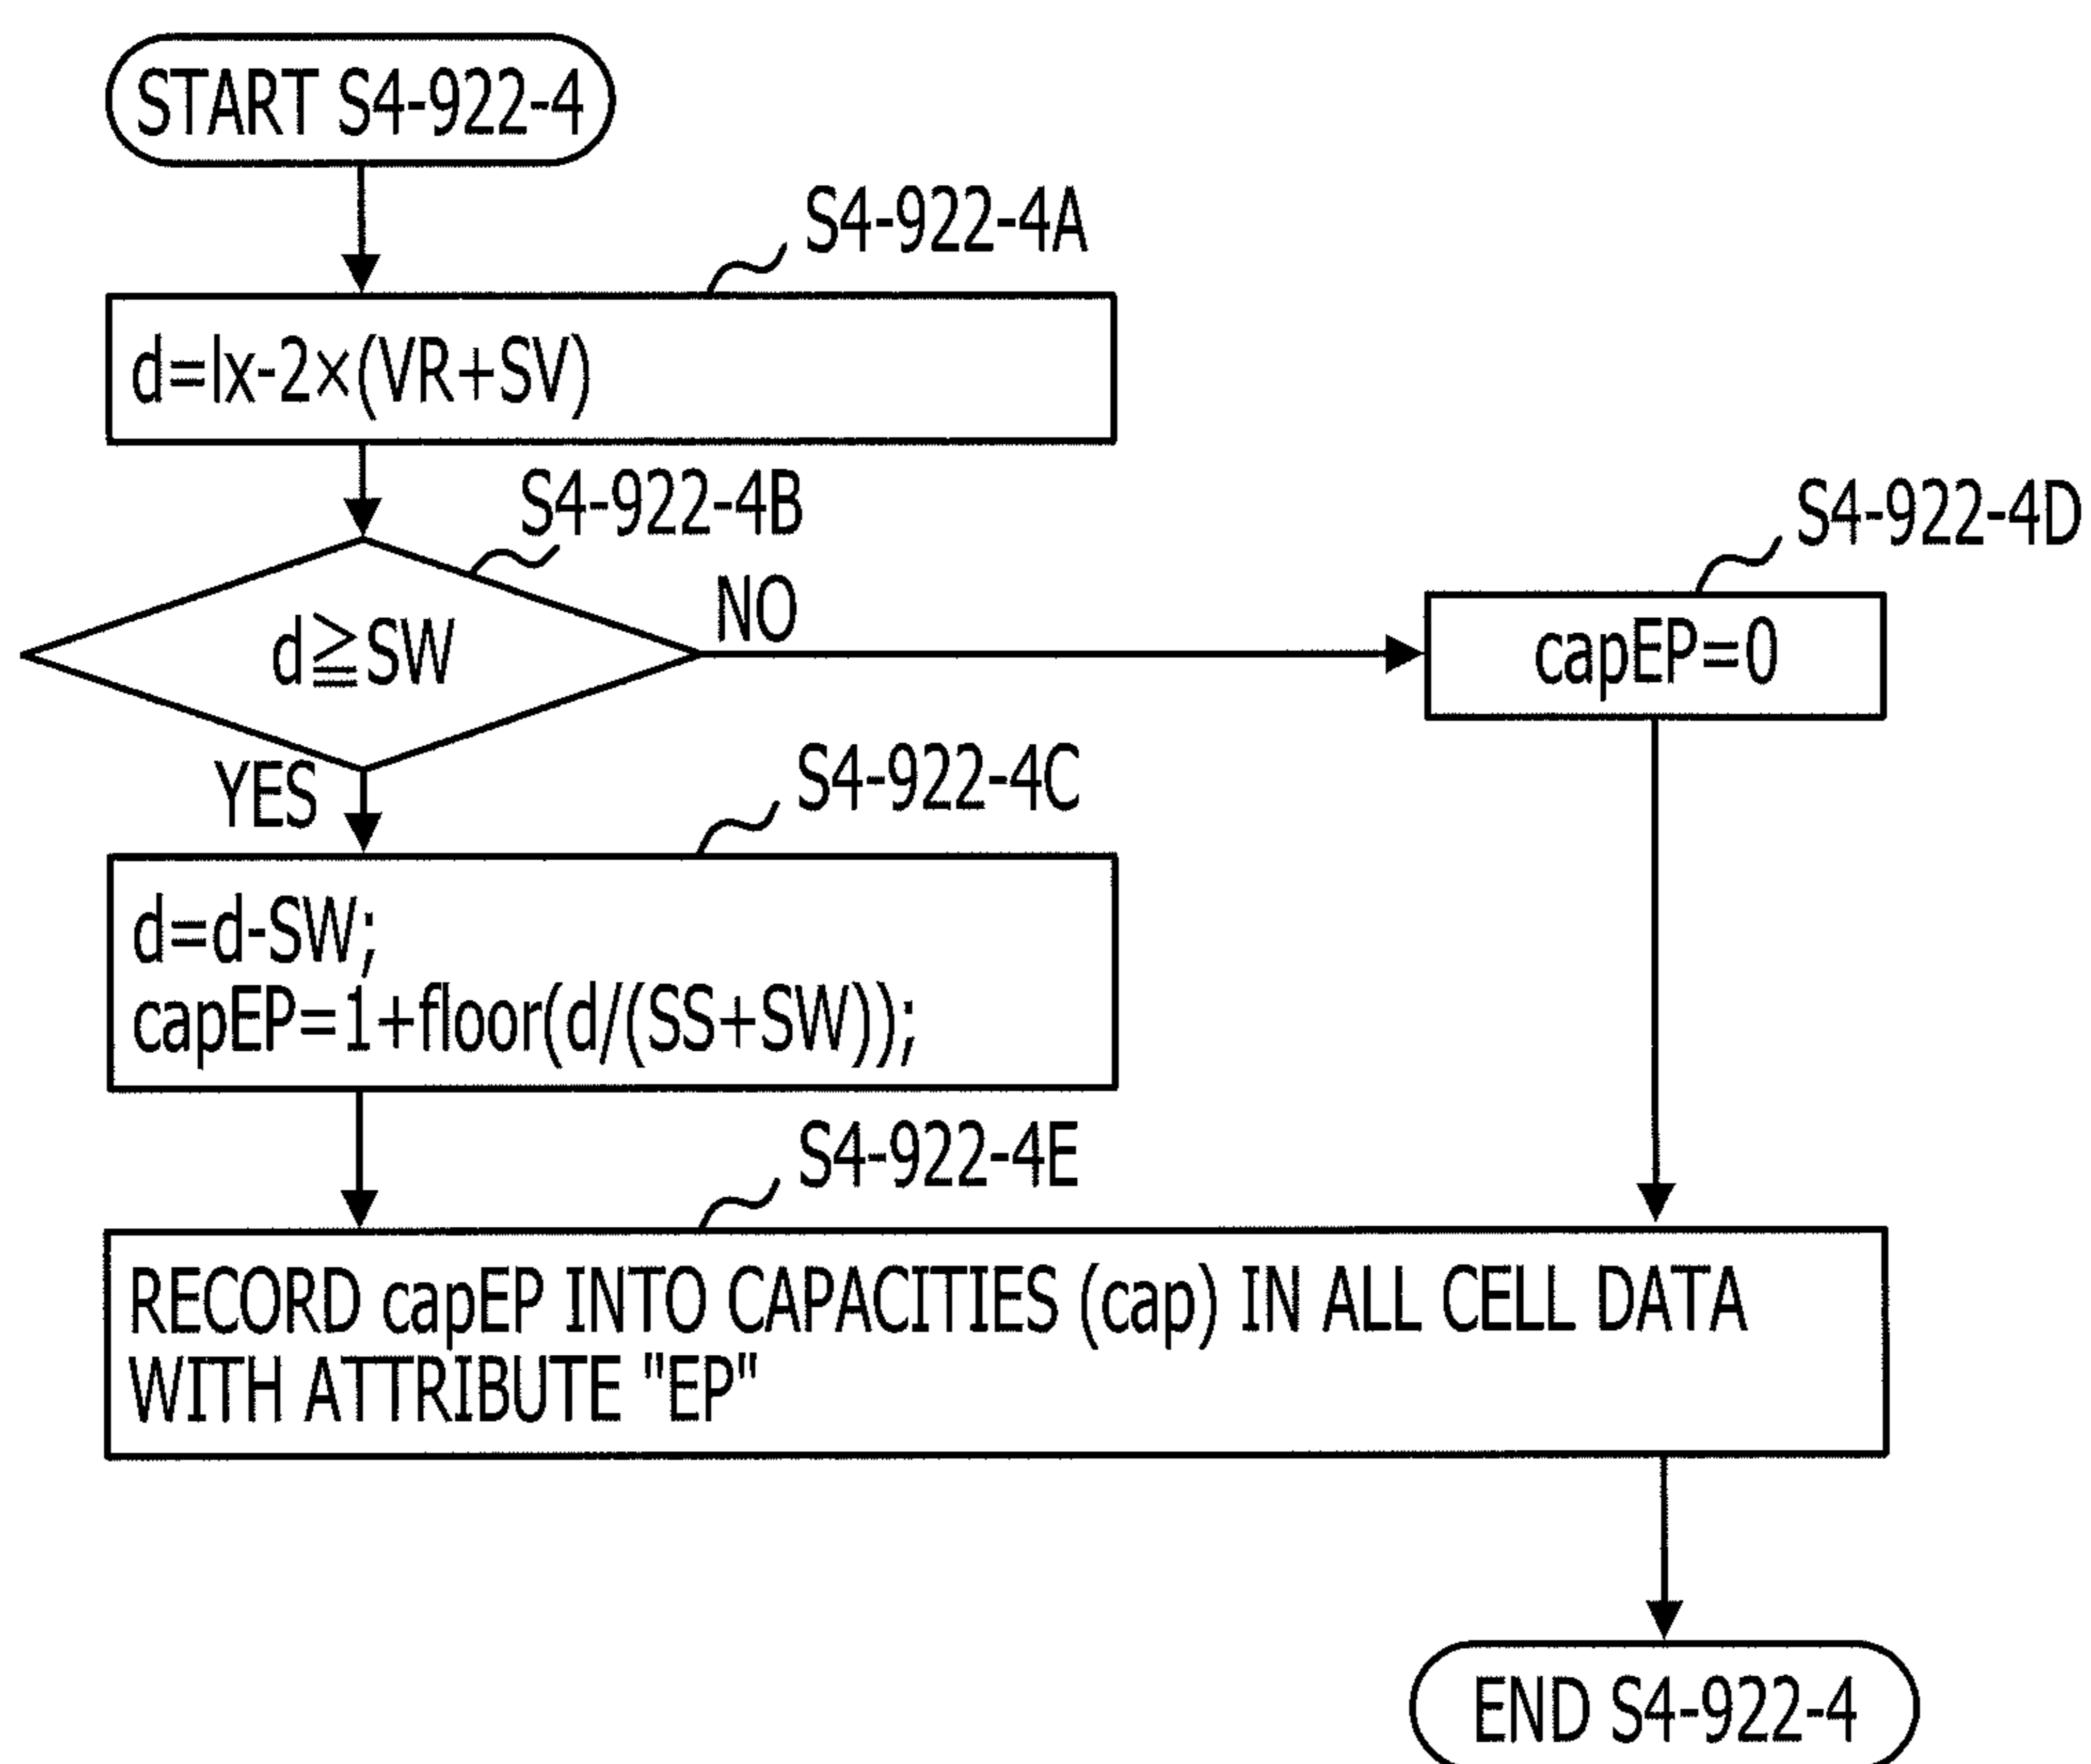 START S4-922-4
S4-922-4A
d=lx-2×(VR+SV)
S4-922-4B
d≧SW
NO
S4-922-4D
capEP=0
YES
S4-922-4C
d=d-SW;
capEP=1+floor(d/(SS+SW));
S4-922-4E
RECORD capEP INTO CAPACITIES (cap) IN ALL CELL DATA
WITH ATTRIBUTE "EP"
END S4-922-4